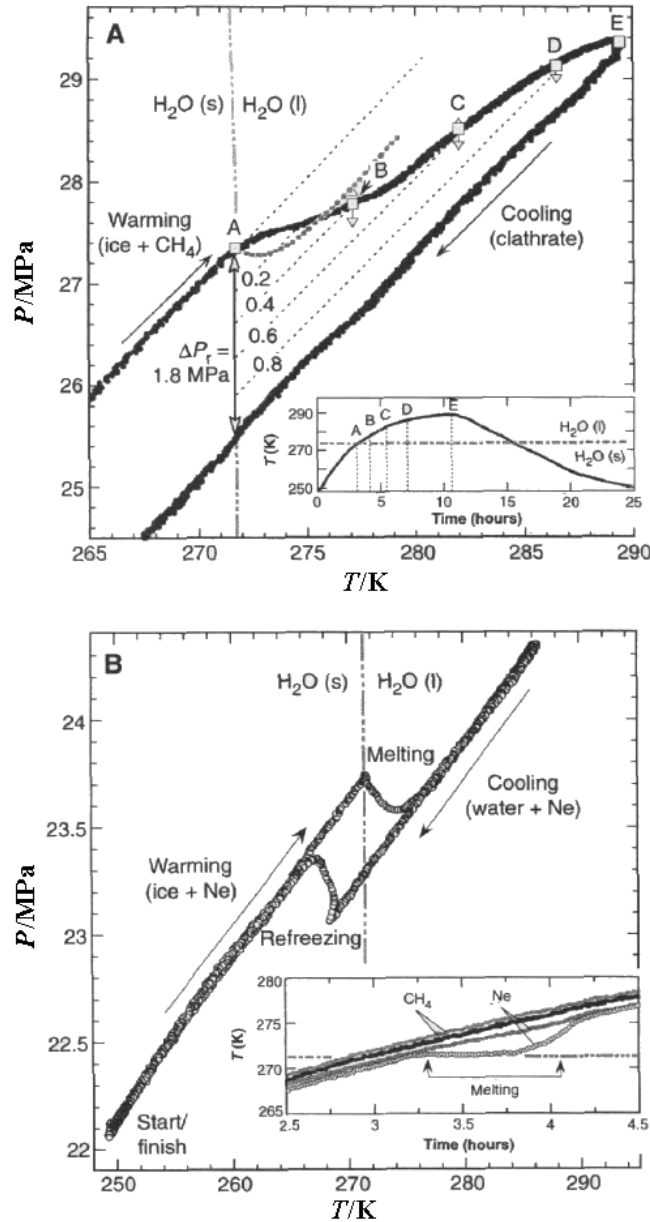 A
E
D
29
H₂O (s) H₂O (l)
C
28
B
Warming
(ice + CH₄)
A
Cooling
(clathrate)
P/MPa
27
0.2
0.4
ΔPᵣ =
1.8 MPa
0.6
0.8
26
25
T (K)
290
270
250
A
B
C
D
E
H₂O (l)
H₂O (s)
0 5 10 15 20 25
Time (hours)
265 270 275 280 285 290
T/K
B
H₂O (s) H₂O (l)
24
Melting
Cooling
(water + Ne)
23.5
Warming
(ice + Ne)
P/MPa
23
Refreezing
22.5
T (K)
280
275
270
265
CH₄
Ne
Melting
2.5 3 3.5 4 4.5
Time (hours)
Start/
finish
22
250 260 270 280 290
T/K